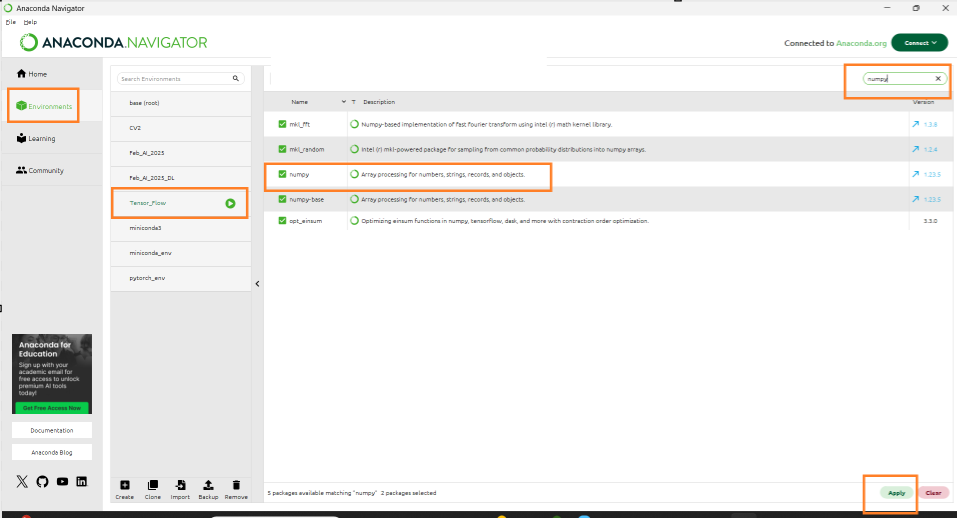 Anaconda Navigator
File Help
ANACONDA.NAVIGATOR
Connected to Anaconda.org
Connect
Home
Environments
Learning
Community
Search Environments
base (root)
CV2
Feb_AI_2025
Feb_AI_2025_DL
Tensor_Flow
miniconda3
miniconda_env
pytorch_env
numpy
Name T Description Version
mkl_fft Numpy-based implementation of fast fourier transform using intel (r) math kernel library. 1.3.8
mkl_random Intel (r) mkl-powered package for sampling from common probability distributions into numpy arrays. 1.2.4
numpy Array processing for numbers, strings, records, and objects. 1.23.5
numpy-base Array processing for numbers, strings, records, and objects. 1.23.5
opt_einsum Optimizing einsum functions in numpy, tensorflow, dask, and more with contraction order optimization. 3.3.0
Anaconda for
Education
Sign up with your
academic email for
free access to unlock
premium AI tools
today!
Get Free Access Now
Documentation
Anaconda Blog
Create Clone Import Backup Remove
5 packages available matching "numpy" 2 packages selected
Apply
Clear